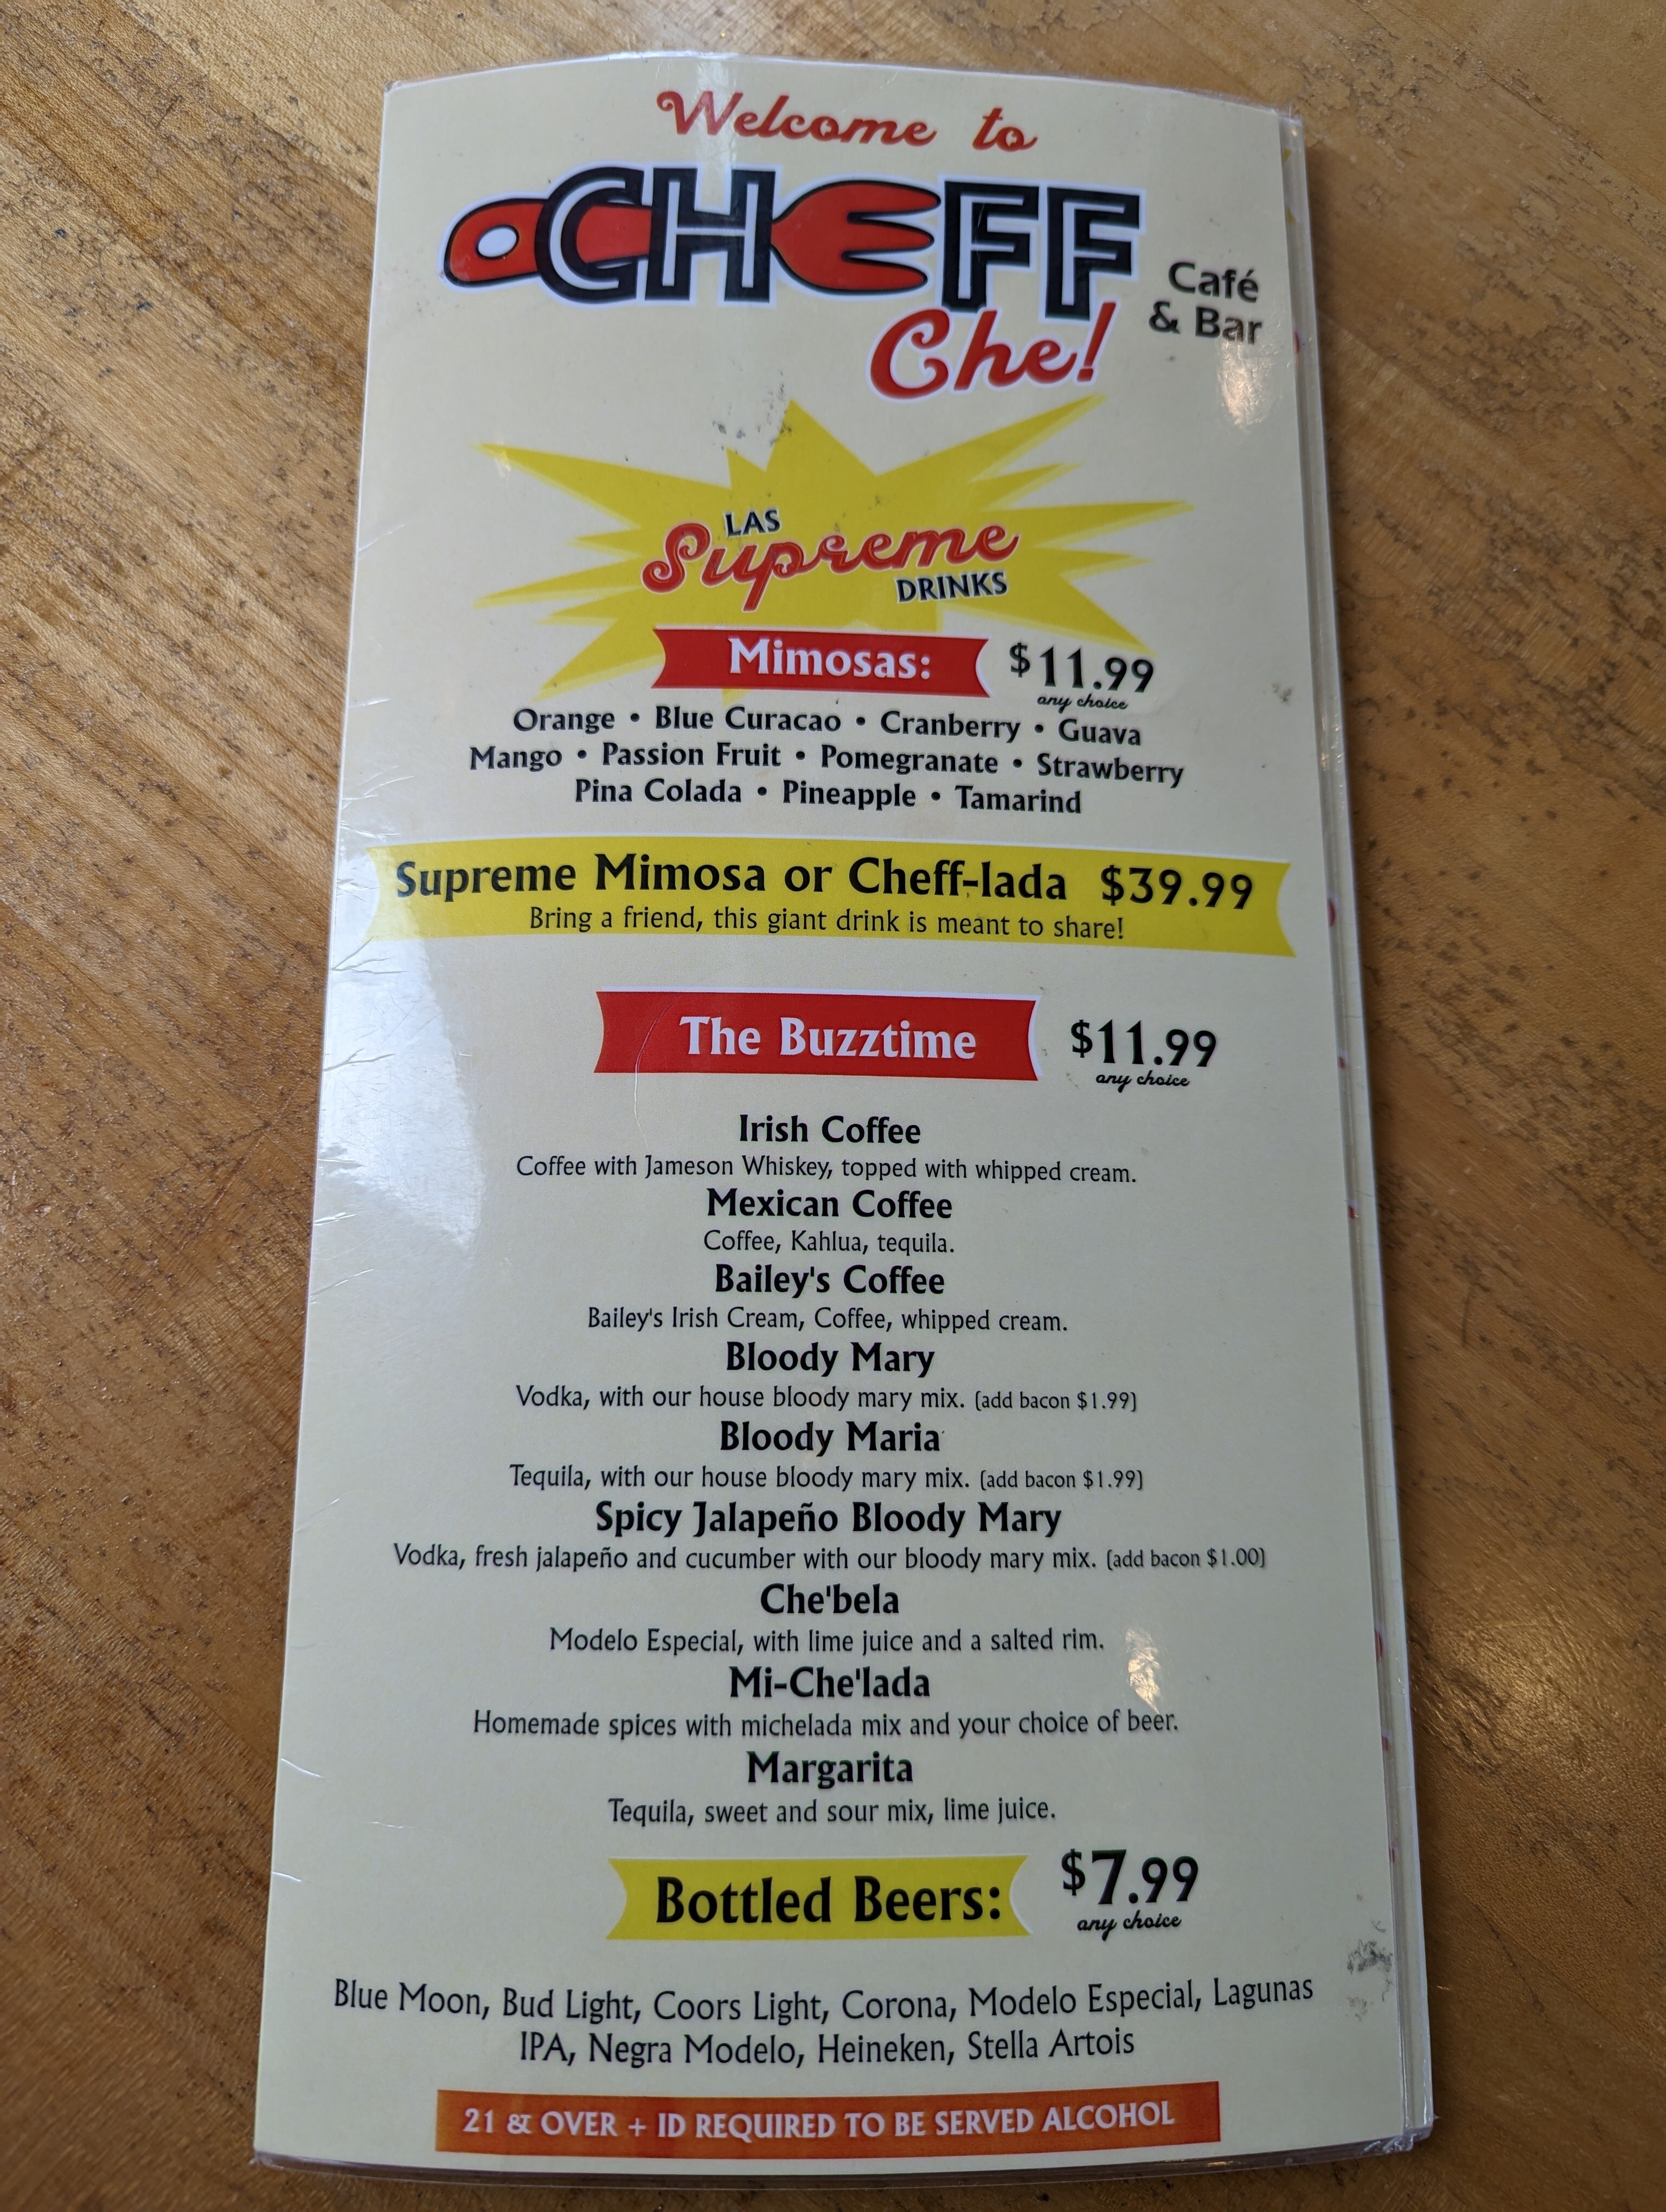 Welcome to
CHEFF
Café
& Bar
Che!
LAS
Supreme
DRINKS
Mimosas: $11.99
any choice
Orange • Blue Curacao • Cranberry • Guava
Mango • Passion Fruit • Pomegranate • Strawberry
Pina Colada • Pineapple • Tamarind
Supreme Mimosa or Cheff-lada $39.99
Bring a friend, this giant drink is meant to share!
The Buzztime $11.99
any choice
Irish Coffee
Coffee with Jameson Whiskey, topped with whipped cream.
Mexican Coffee
Coffee, Kahlua, tequila.
Bailey's Coffee
Bailey's Irish Cream, Coffee, whipped cream.
Bloody Mary
Vodka, with our house bloody mary mix. (add bacon $1.99)
Bloody Maria
Tequila, with our house bloody mary mix. (add bacon $1.99)
Spicy Jalapeño Bloody Mary
Vodka, fresh jalapeño and cucumber with our bloody mary mix. (add bacon $1.00)
Che'bela
Modelo Especial, with lime juice and a salted rim.
Mi-Che'lada
Homemade spices with michelada mix and your choice of beer.
Margarita
Tequila, sweet and sour mix, lime juice.
Bottled Beers: $7.99
any choice
Blue Moon, Bud Light, Coors Light, Corona, Modelo Especial, Lagunas
IPA, Negra Modelo, Heineken, Stella Artois
21 & OVER + ID REQUIRED TO BE SERVED ALCOHOL